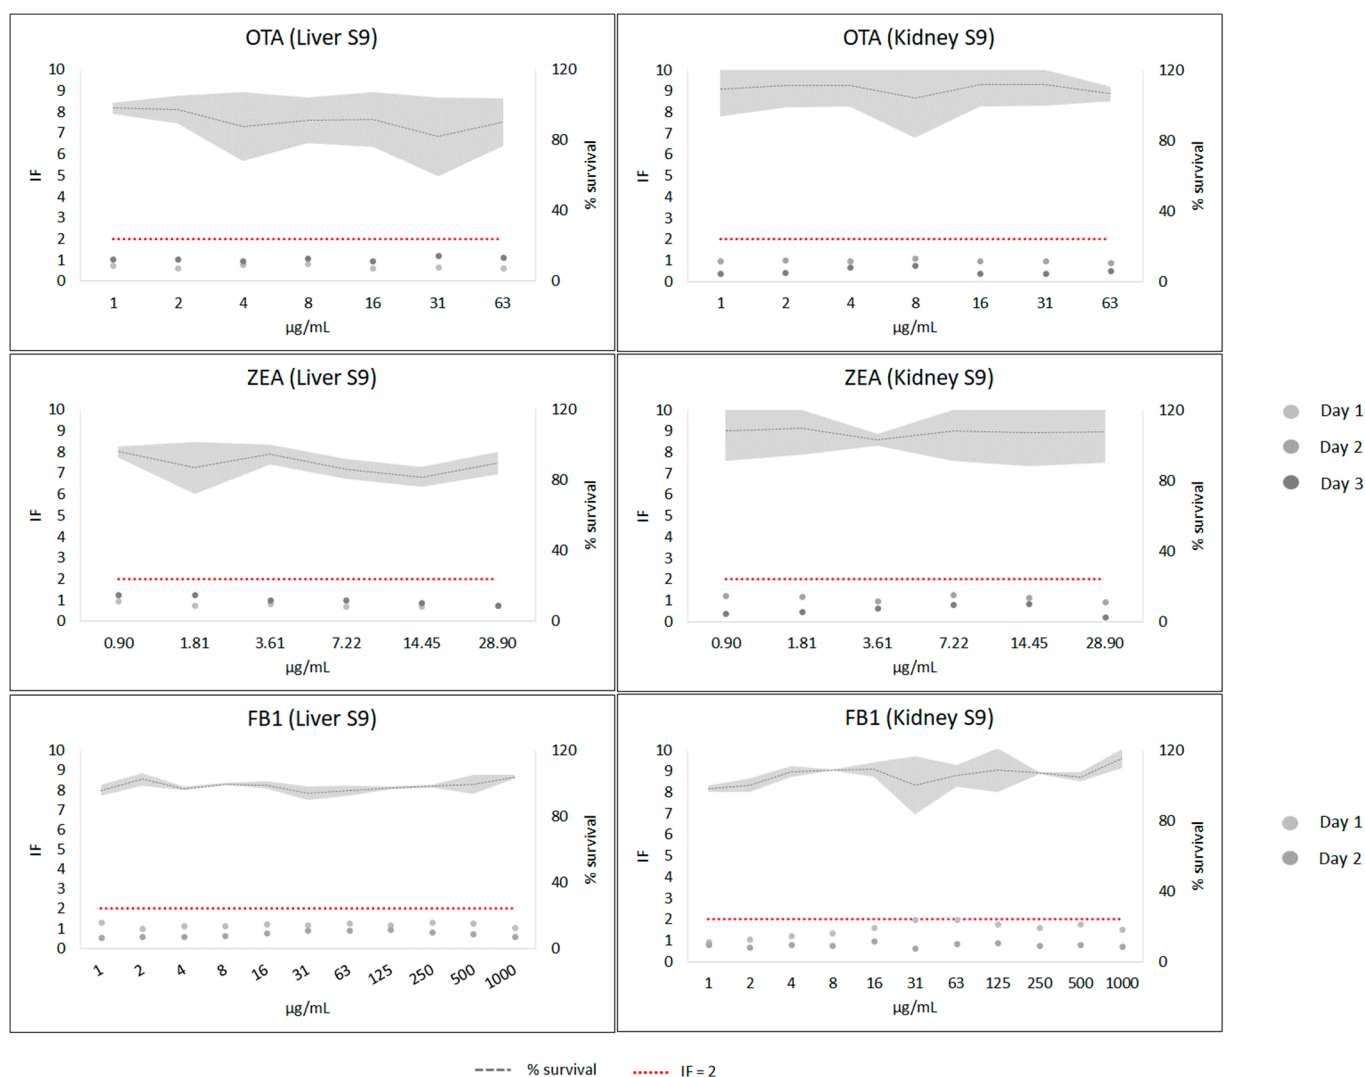 OTA (Liver S9)
10
9
8
7
6
5
4
3
2
1
0
IF
120
80
40
0
% survival
1 2 4 8 16 31 63
µg/mL
OTA (Kidney S9)
10
9
8
7
6
5
4
3
2
1
0
IF
120
80
40
0
% survival
1 2 4 8 16 31 63
µg/mL
ZEA (Liver S9)
10
9
8
7
6
5
4
3
2
1
0
IF
120
80
40
0
% survival
0.90 1.81 3.61 7.22 14.45 28.90
µg/mL
ZEA (Kidney S9)
10
9
8
7
6
5
4
3
2
1
0
IF
120
80
40
0
% survival
0.90 1.81 3.61 7.22 14.45 28.90
µg/mL
Day 1
Day 2
Day 3
FB1 (Liver S9)
10
9
8
7
6
5
4
3
2
1
0
IF
120
80
40
0
% survival
1 2 4 8 16 31 63 125 250 500 1000
µg/mL
FB1 (Kidney S9)
10
9
8
7
6
5
4
3
2
1
0
IF
120
80
40
0
% survival
1 2 4 8 16 31 63 125 250 500 1000
µg/mL
Day 1
Day 2
% survival IF = 2